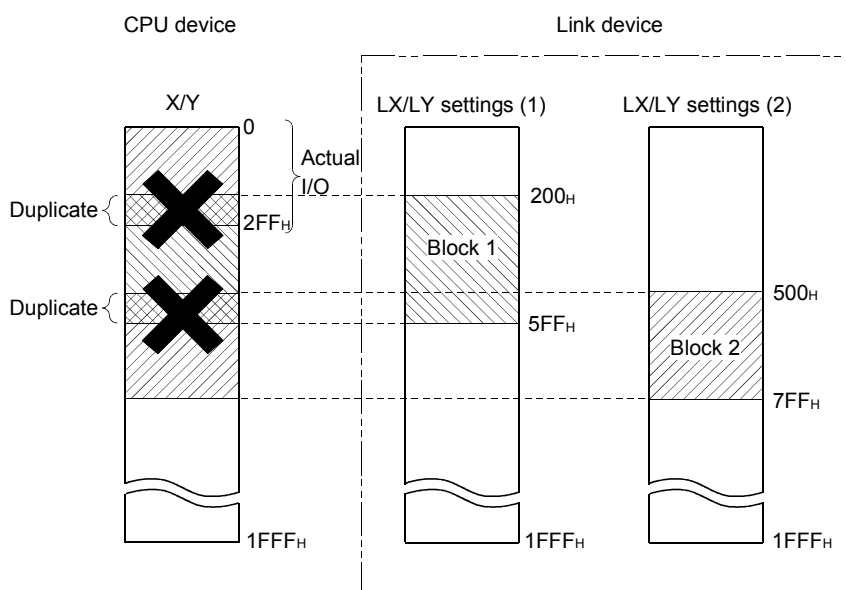 CPU device
Link device
X/Y
LX/LY settings (1)
LX/LY settings (2)
0
Actual
I/O
200H
Duplicate
2FFH
Block 1
500H
Duplicate
5FFH
Block 2
7FFH
1FFFH
1FFFH
1FFFH